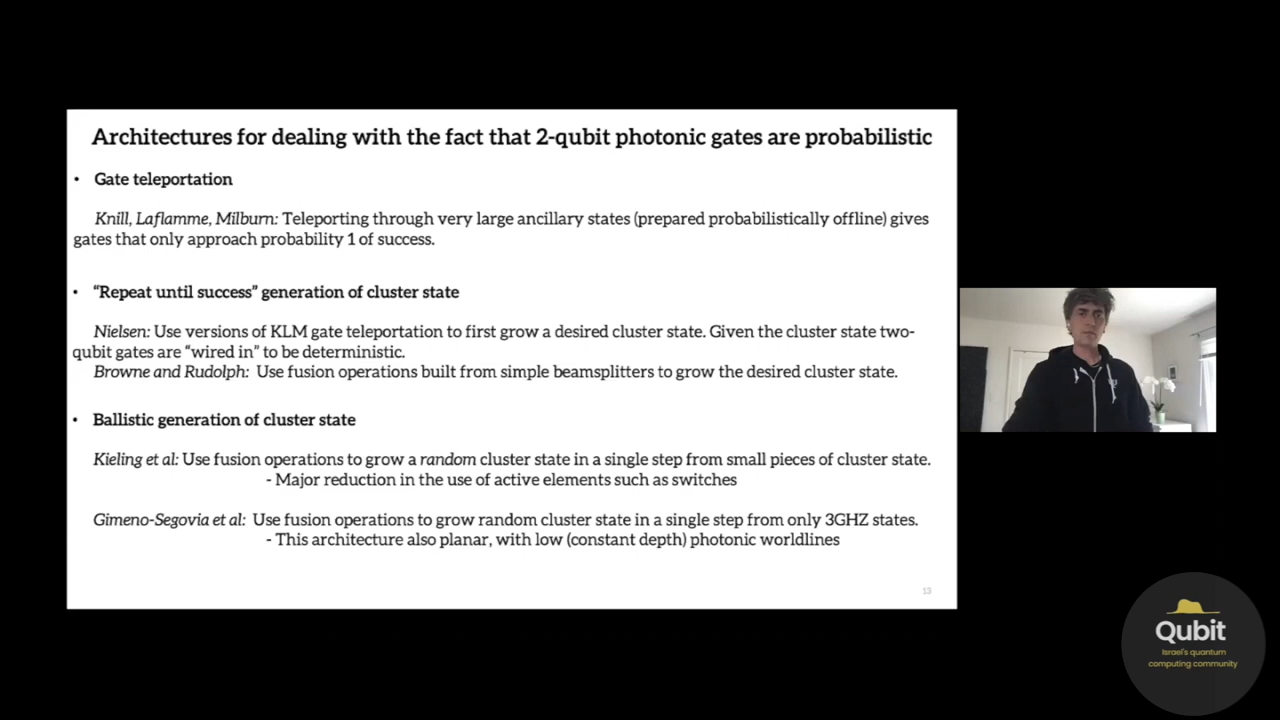 Architectures for dealing with the fact that 2-qubit photonic gates are probabilistic
• Gate teleportation
Knill, Laflamme, Milburn: Teleporting through very large ancillary states (prepared probabilistically offline) gives
gates that only approach probability 1 of success.
• “Repeat until success” generation of cluster state
Nielsen: Use versions of KLM gate teleportation to first grow a desired cluster state. Given the cluster state two-
qubit gates are “wired in” to be deterministic.
Browne and Rudolph: Use fusion operations built from simple beamsplitters to grow the desired cluster state.
• Ballistic generation of cluster state
Kieling et al: Use fusion operations to grow a random cluster state in a single step from small pieces of cluster state.
- Major reduction in the use of active elements such as switches
Gimeno-Segovia et al: Use fusion operations to grow random cluster state in a single step from only 3GHZ states.
- This architecture also planar, with low (constant depth) photonic worldlines
13
Qubit
Israel's quantum
computing community